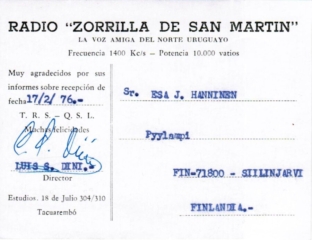 RADIO "ZORRILLA DE SAN MARTIN"
LA VOZ AMIGA DEL NORTE URUGUAYO
Frecuencia 1400 Kc/s — Potencia 10.000 vatios
Muy agradecidos por sus
informes sobre recepción de
fecha 17/2/ 76.—
T. R. S — Q. S. L.
Muchas felicidades
LUIS S. DINI.
Director
Estudios. 18 de Julio 304/310
Tacuarembó
Sr. ESA J. HANNINEN
Pyylampi
FIN-71800 - SIILINJARVI
FINLANDIA.—